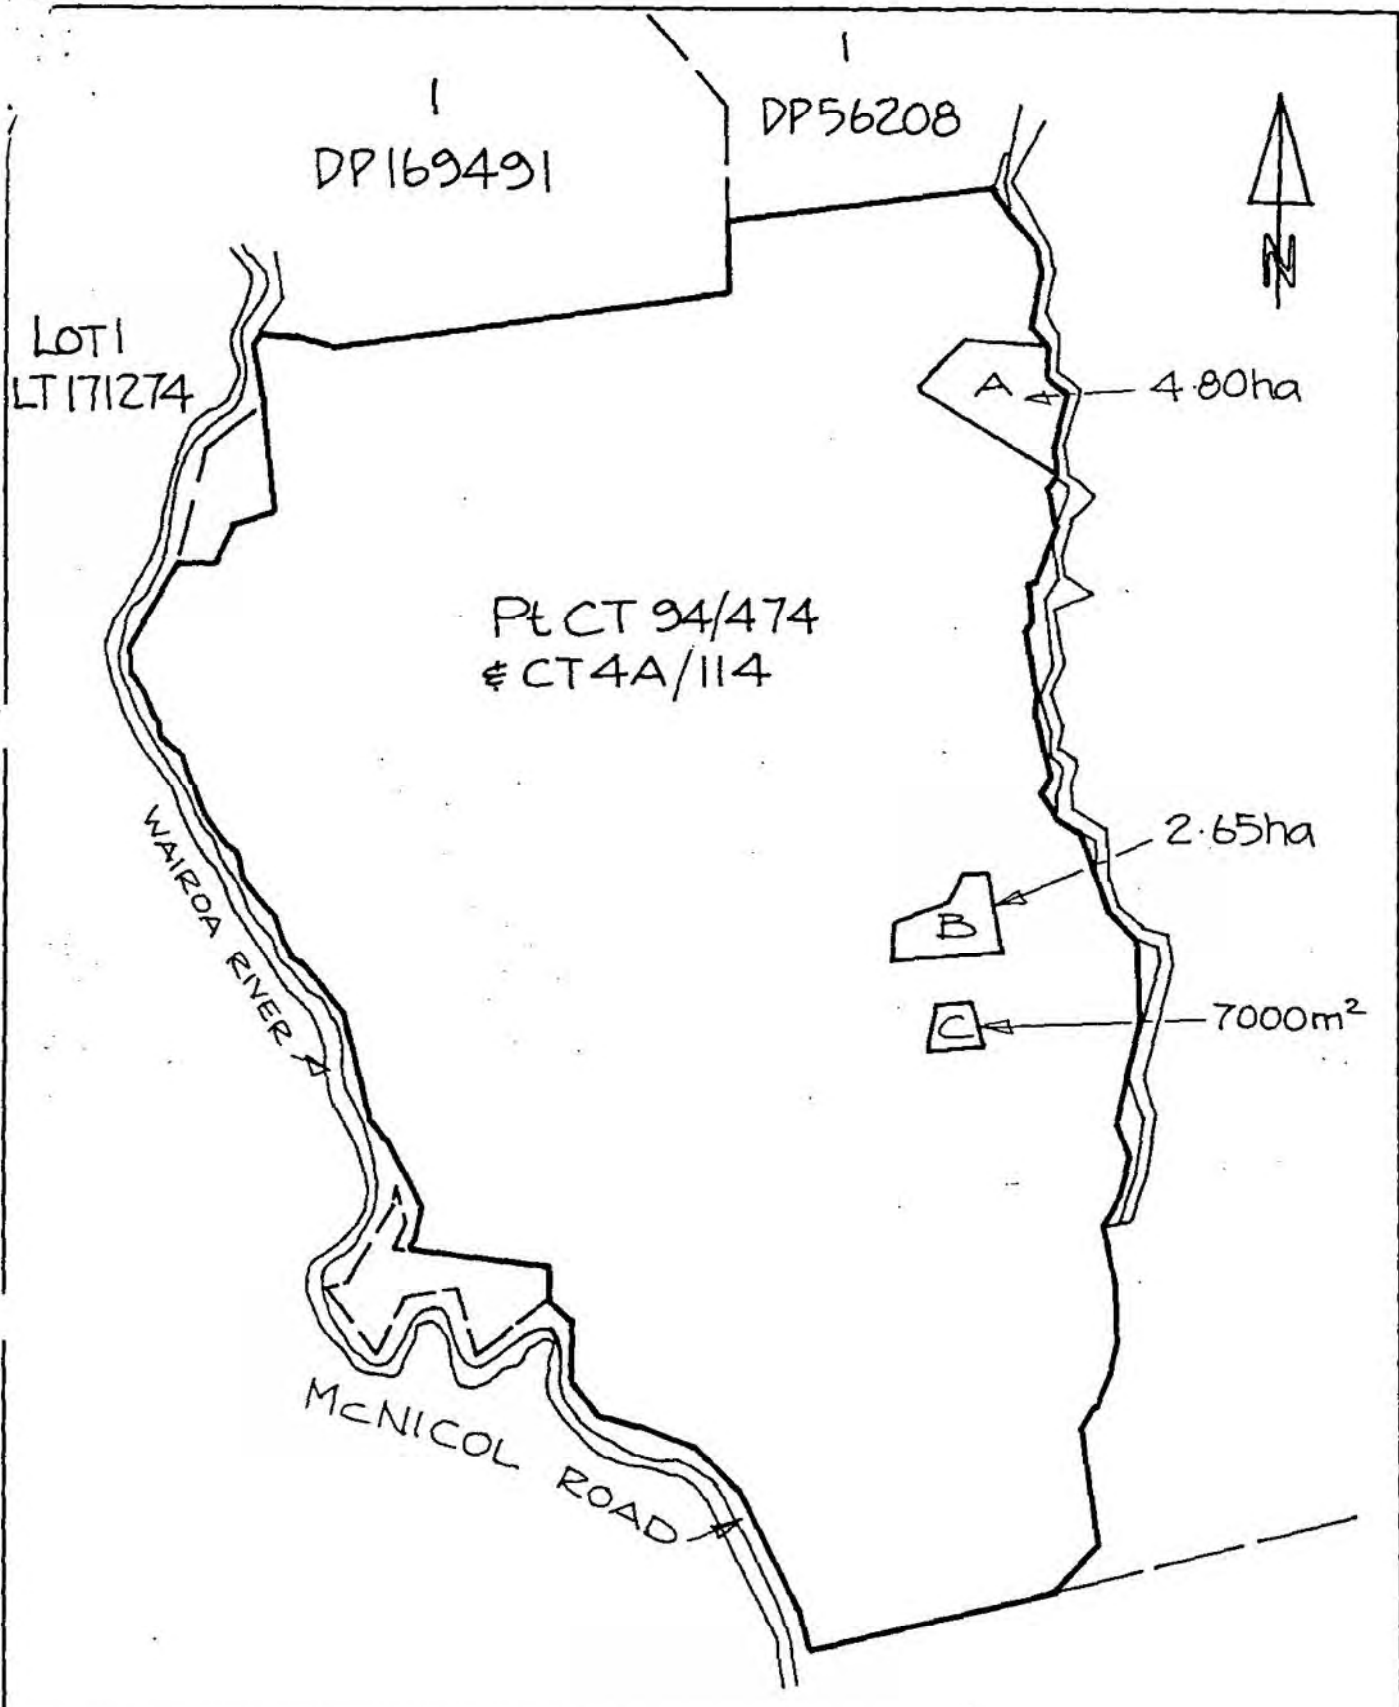 1
DP169491
1
DP56208
N
LOT 1
LT171274
A
4.80ha
Pt CT 94/474
& CT4A/114
WAIROA RIVER
2.65ha
B
C
7000m²
McNICOL ROAD